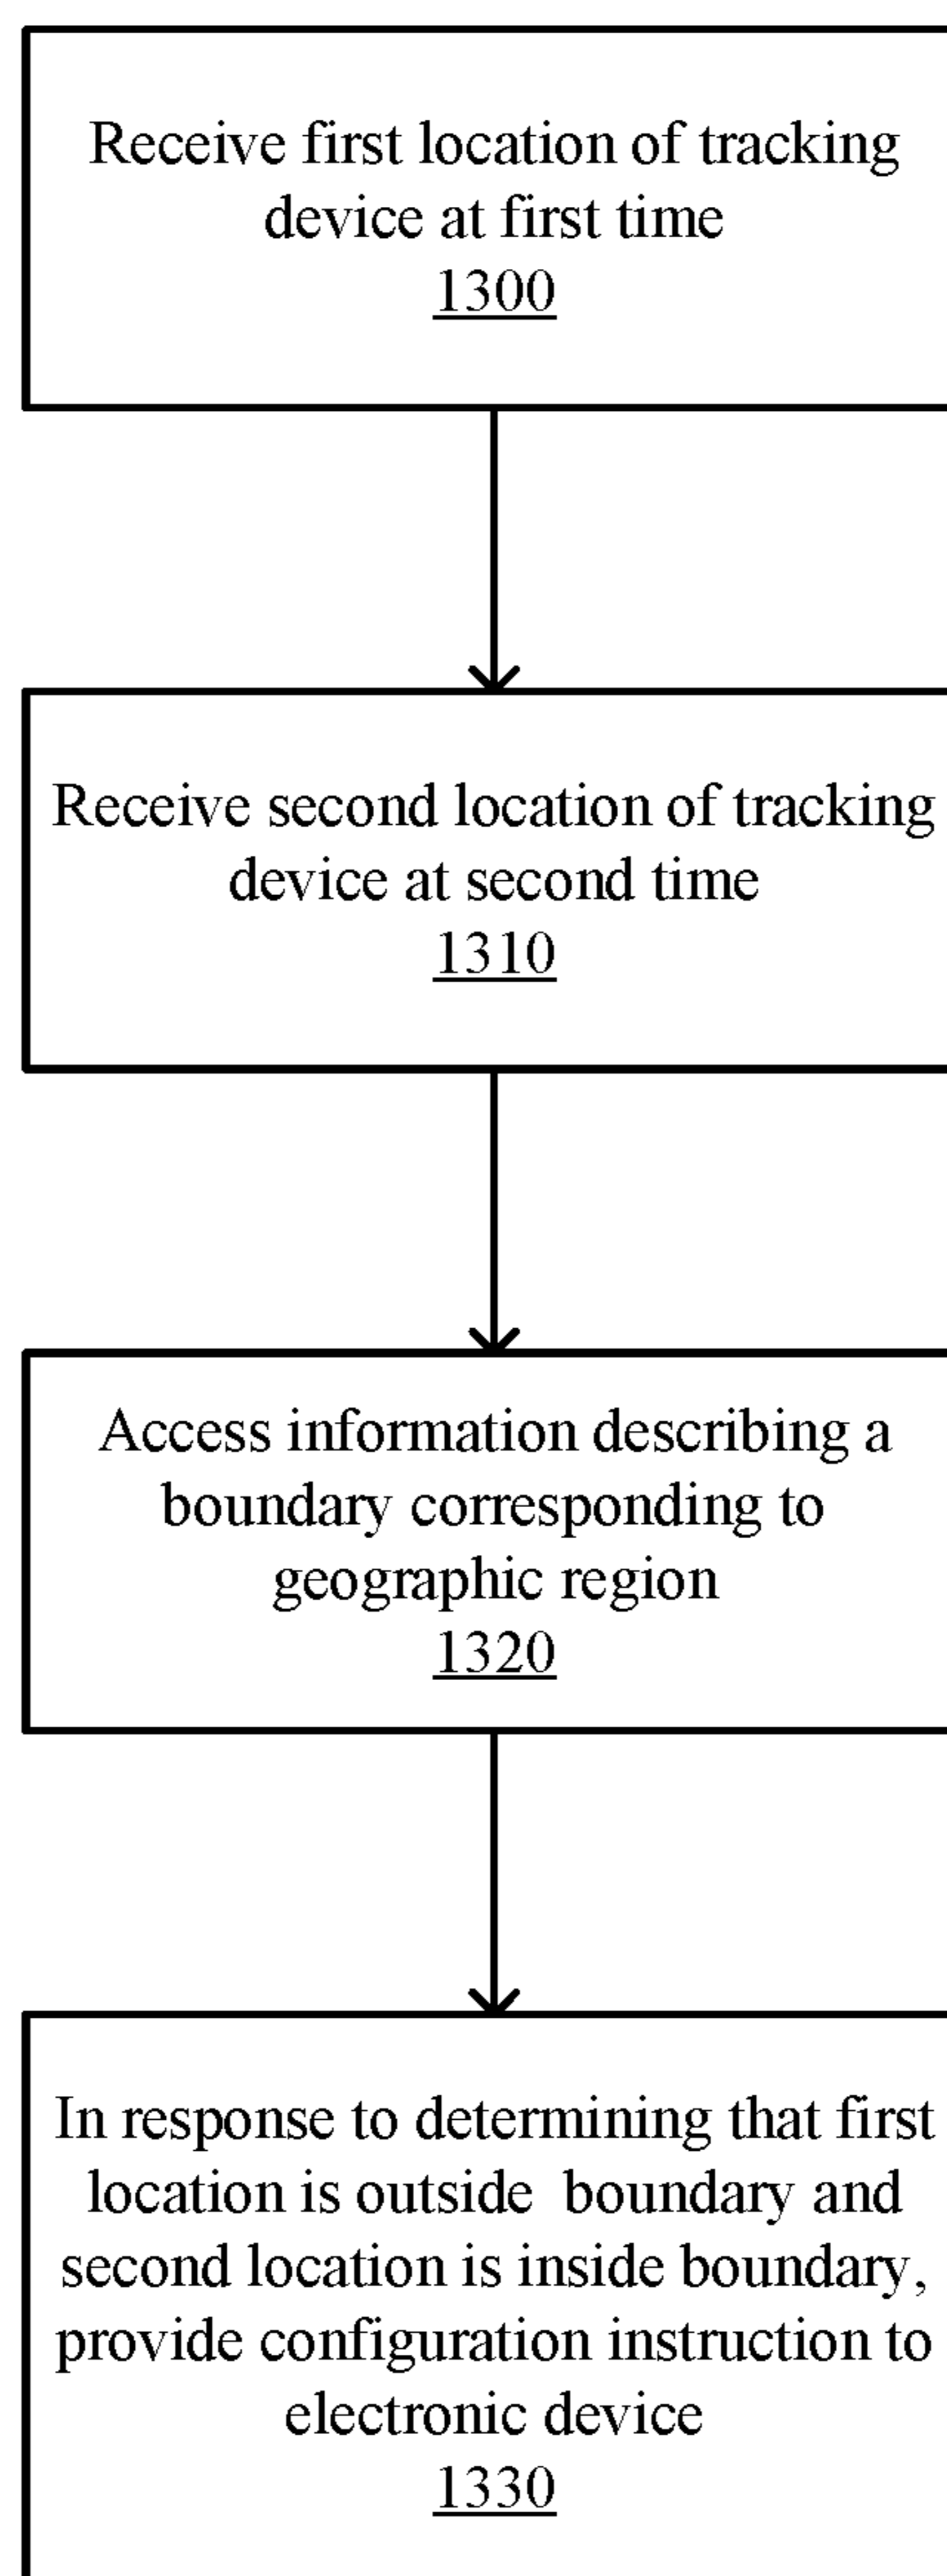 Receive first location of tracking
device at first time
1300
Receive second location of tracking
device at second time
1310
Access information describing a
boundary corresponding to
geographic region
1320
In response to determining that first
location is outside boundary and
second location is inside boundary,
provide configuration instruction to
electronic device
1330